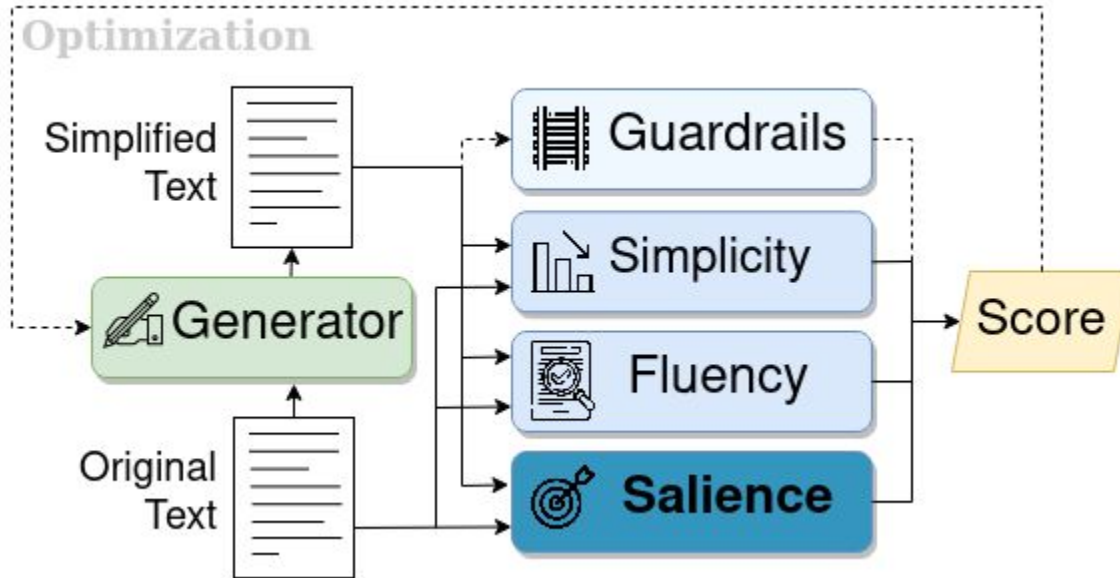 Optimization
Simplified
Text
Guardrails
Simplicity
Generator
Score
Fluency
Original
Text
Salience